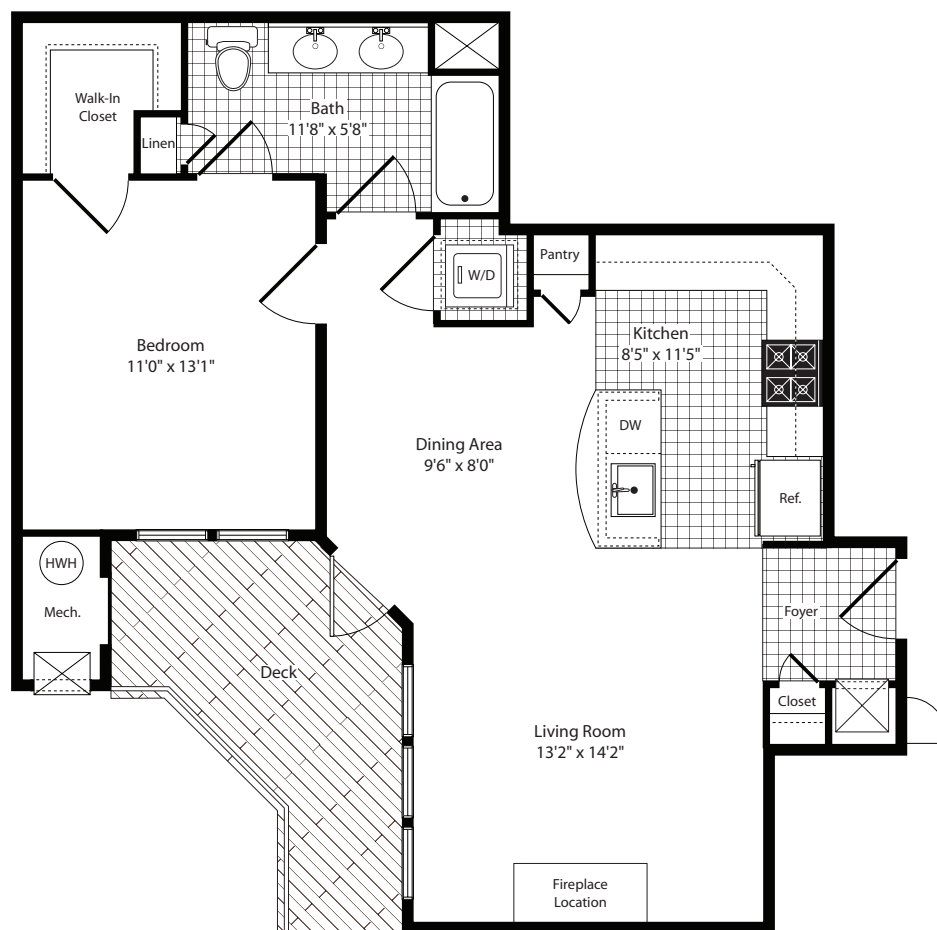 Walk-In
Closet
Linen
Bath
11'8" x 5'8"
W/D
Pantry
Kitchen
8'5" x 11'5"
Bedroom
11'0" x 13'1"
Dining Area
9'6" x 8'0"
DW
Ref.
HWH
Mech.
Foyer
Deck
Closet
Living Room
13'2" x 14'2"
Fireplace
Location